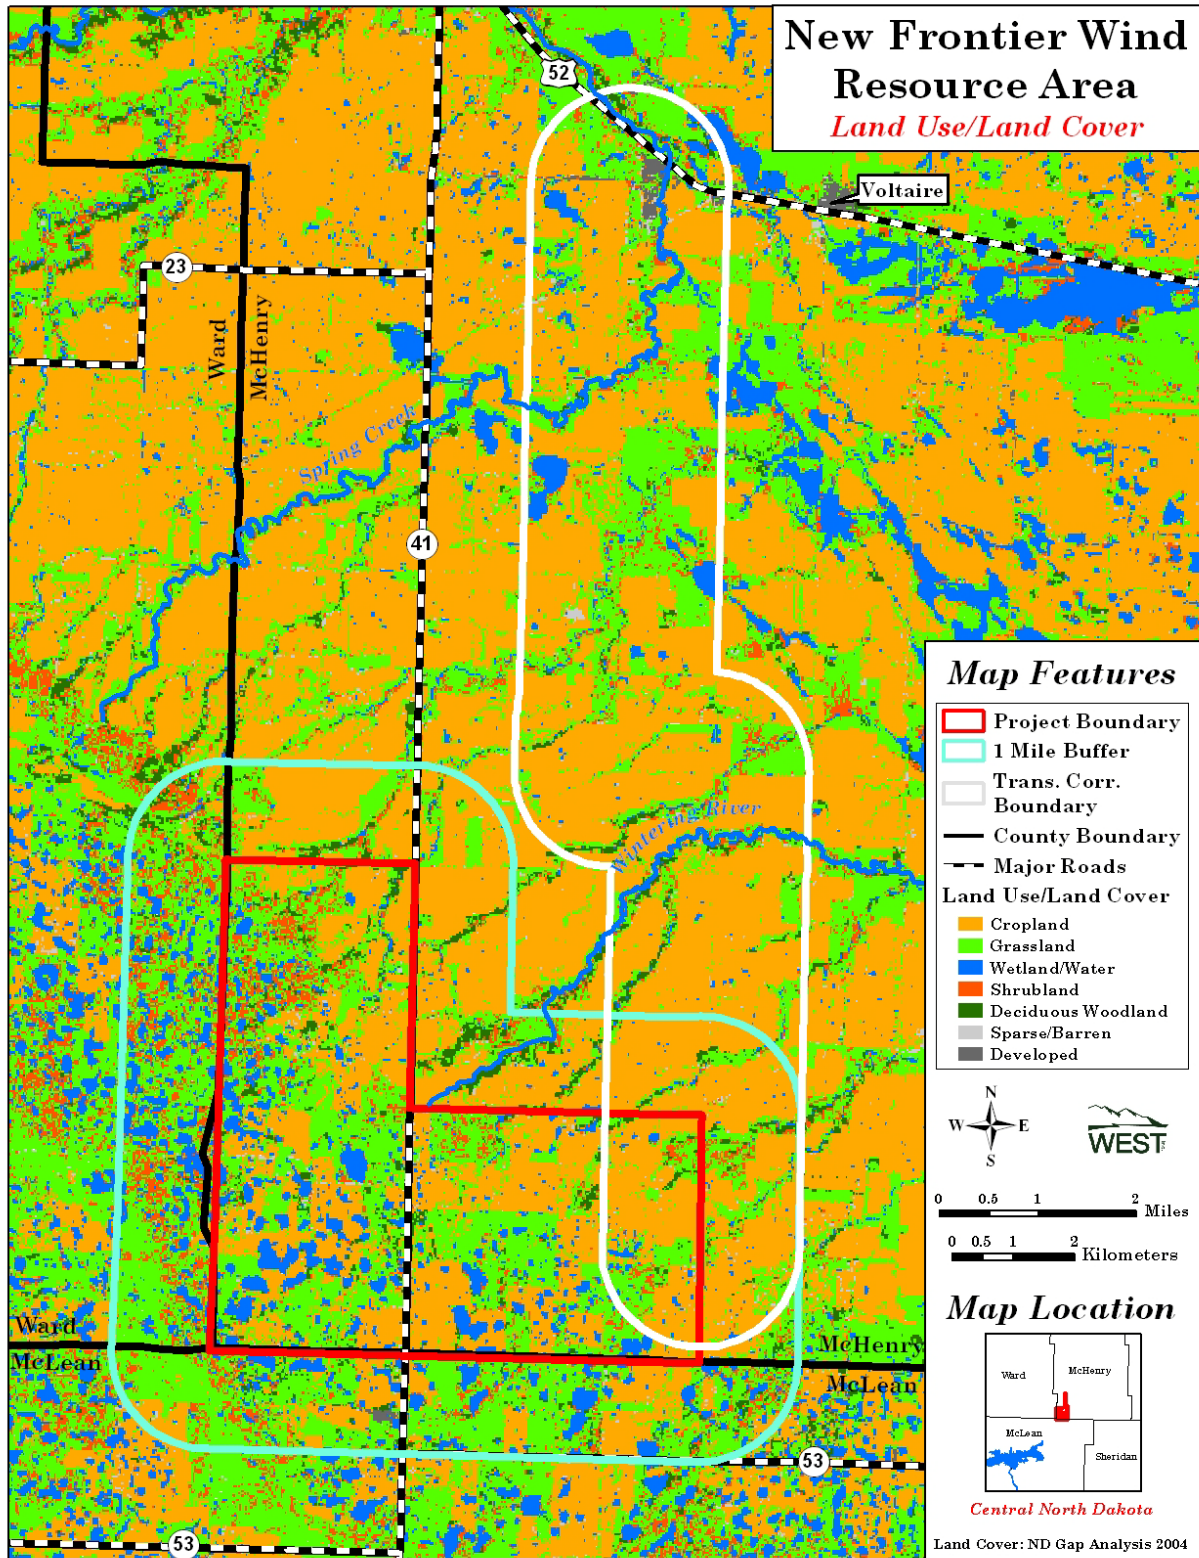 New Frontier Wind
Resource Area
Land Use/Land Cover
52
Voltaire
23
Ward
McHenry
Spring Creek
41
Wintering River
Ward
McLean
McHenry
McLean
53
53
Map Features
Project Boundary
1 Mile Buffer
Trans. Corr.
Boundary
County Boundary
Major Roads
Land Use/Land Cover
Cropland
Grassland
Wetland/Water
Shrubland
Deciduous Woodland
Sparse/Barren
Developed
N
W E
S
WEST
0 0.5 1 2 Miles
0 0.5 1 2 Kilometers
Map Location
Ward
McHenry
McLean
Sheridan
Central North Dakota
Land Cover: ND Gap Analysis 2004